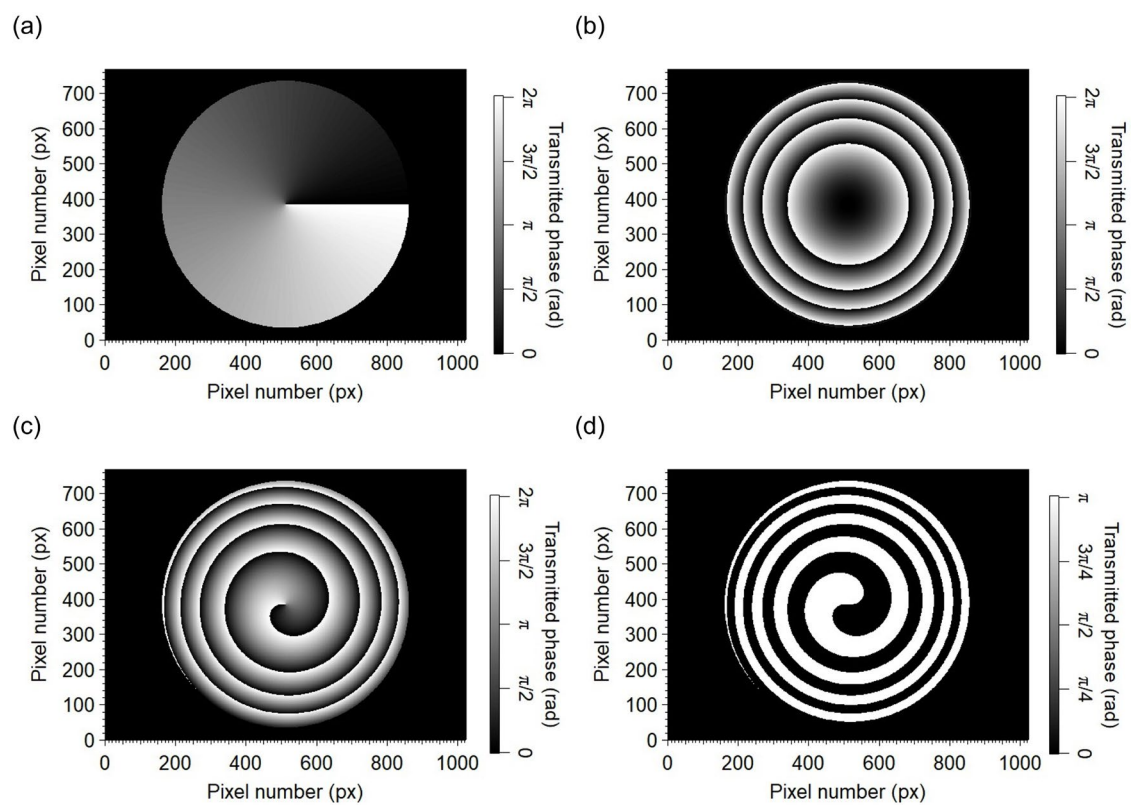 (a)
(b)
700
600
500
400
300
200
100
0
Pixel number (px)
0
200
400
600
800
1000
Pixel number (px)
2π
3π/2
π
π/2
0
Transmitted phase (rad)
700
600
500
400
300
200
100
0
Pixel number (px)
0
200
400
600
800
1000
Pixel number (px)
2π
3π/2
π
π/2
0
Transmitted phase (rad)
(c)
(d)
700
600
500
400
300
200
100
0
Pixel number (px)
0
200
400
600
800
1000
Pixel number (px)
2π
3π/2
π
π/2
0
Transmitted phase (rad)
700
600
500
400
300
200
100
0
Pixel number (px)
0
200
400
600
800
1000
Pixel number (px)
π
3π/4
π/2
π/4
0
Transmitted phase (rad)